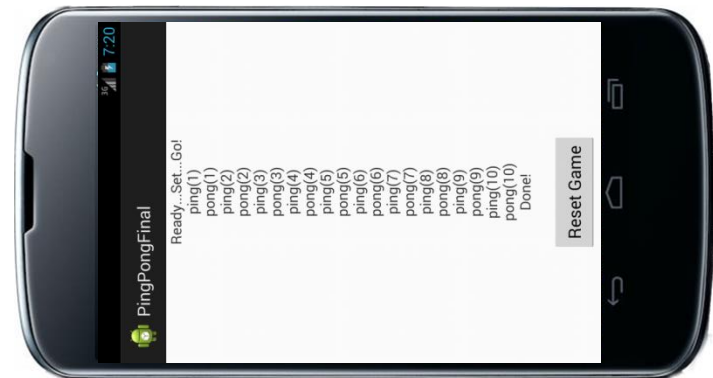 3G 7:20
PingPongFinal
Ready...Set...Go!
ping(1)
pong(1)
ping(2)
pong(2)
ping(3)
pong(3)
ping(4)
pong(4)
ping(5)
pong(5)
ping(6)
pong(6)
ping(7)
pong(7)
ping(8)
pong(8)
ping(9)
pong(9)
ping(10)
pong(10)
Done!
Reset Game